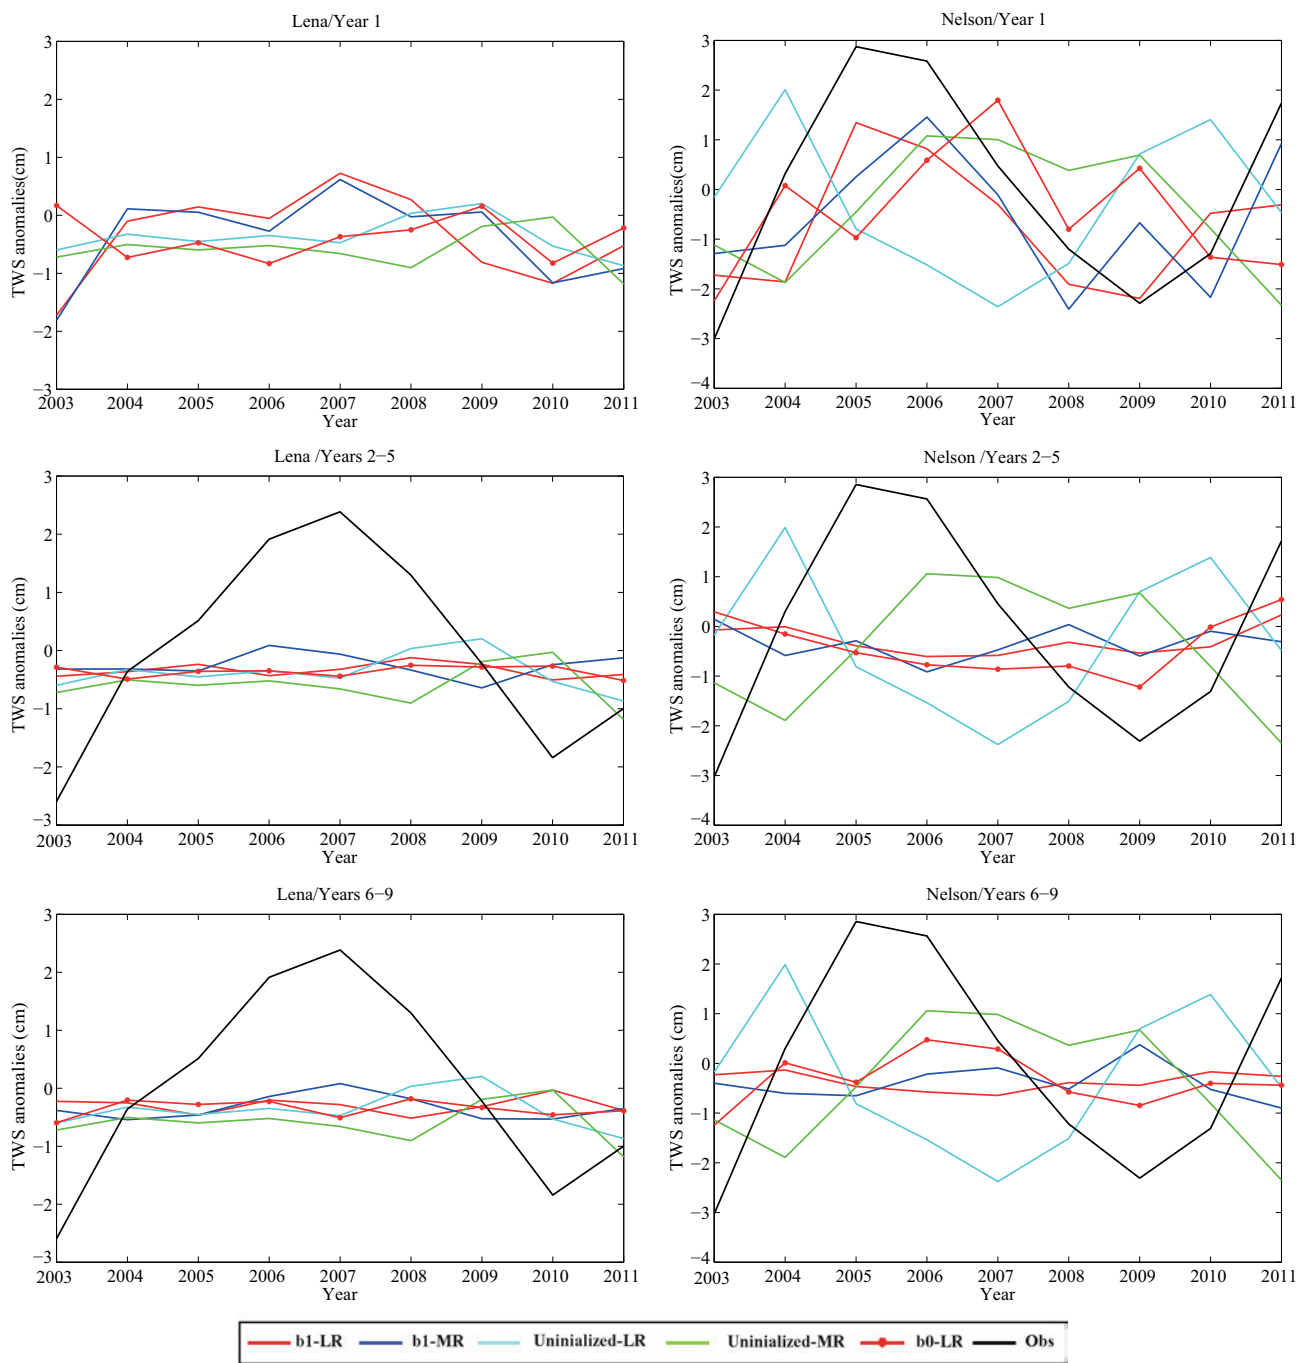 Lena/Year 1
3
2
1
0
−1
−2
−3
TWS anomalies(cm)
2003 2004 2005 2006 2007 2008 2009 2010 2011
Year
Nelson/Year 1
3
2
1
0
−1
−2
−3
−4
TWS anomalies(cm)
2003 2004 2005 2006 2007 2008 2009 2010 2011
Year
Lena /Years 2−5
3
2
1
0
−1
−2
−3
TWS anomalies (cm)
2003 2004 2005 2006 2007 2008 2009 2010 2011
Year
Nelson /Years 2−5
3
2
1
0
−1
−2
−3
−4
TWS anomalies (cm)
2003 2004 2005 2006 2007 2008 2009 2010 2011
Year
Lena/Years 6−9
3
2
1
0
−1
−2
−3
TWS anomalies (cm)
2003 2004 2005 2006 2007 2008 2009 2010 2011
Year
Nelson/Years 6−9
3
2
1
0
−1
−2
−3
−4
TWS anomalies (cm)
2003 2004 2005 2006 2007 2008 2009 2010 2011
Year
b1-LR b1-MR Uninialized-LR Uninialized-MR b0-LR Obs